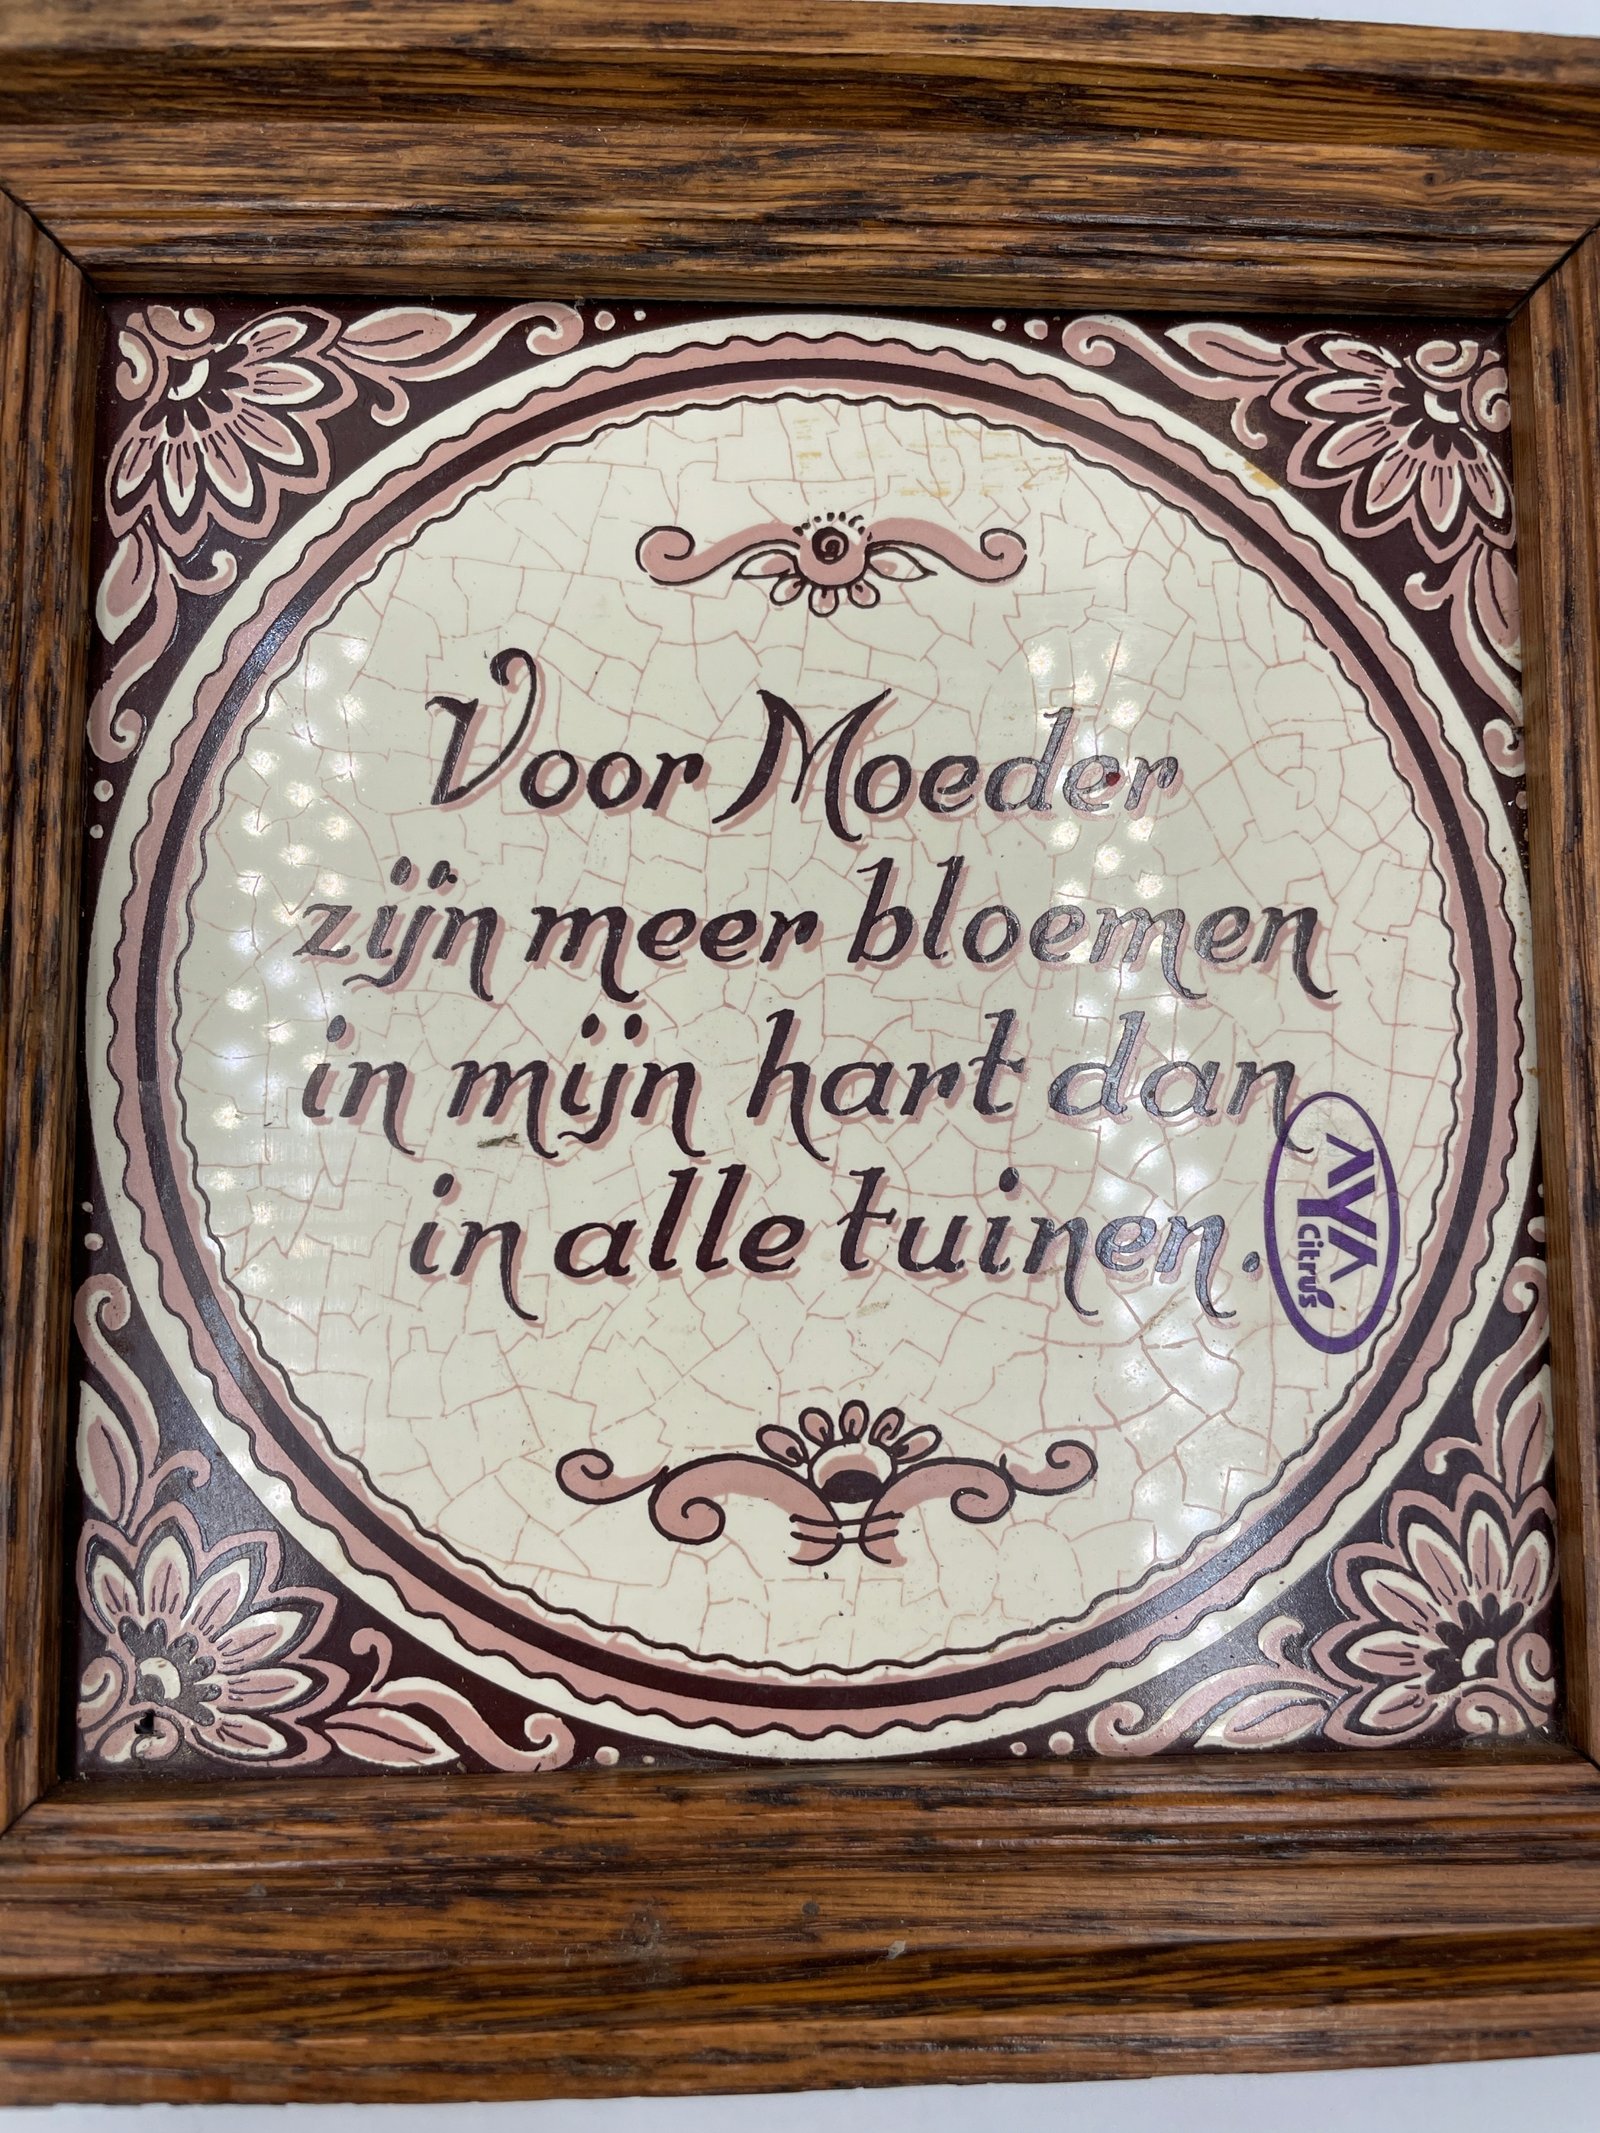 Voor Moeder
zijn meer bloemen
in mijn hart dan
in alle tuinen.
AYA
Citrus